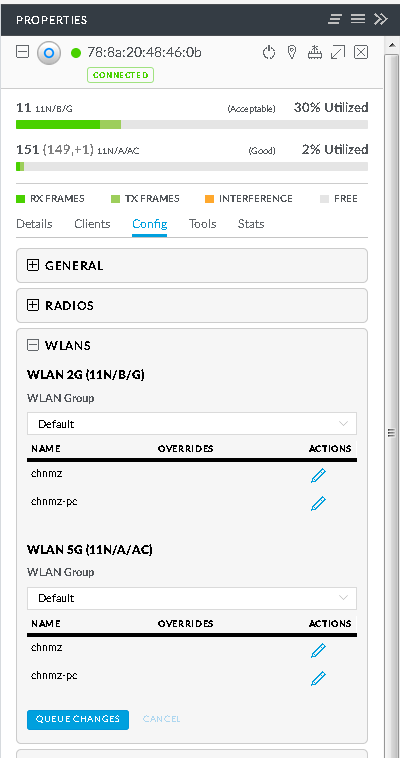 PROPERTIES
78:8a:20:48:46:0b
CONNECTED
11 11N/B/G (Acceptable) 30% Utilized
151 (149,+1) 11N/A/AC (Good) 2% Utilized
RX FRAMES TX FRAMES INTERFERENCE FREE
Details Clients Config Tools Stats
GENERAL
RADIOS
WLANS
WLAN 2G (11N/B/G)
WLAN Group
Default
NAME OVERRIDES ACTIONS
chnmz
chnmz-pc
WLAN 5G (11N/A/AC)
WLAN Group
Default
NAME OVERRIDES ACTIONS
chnmz
chnmz-pc
QUEUE CHANGES CANCEL